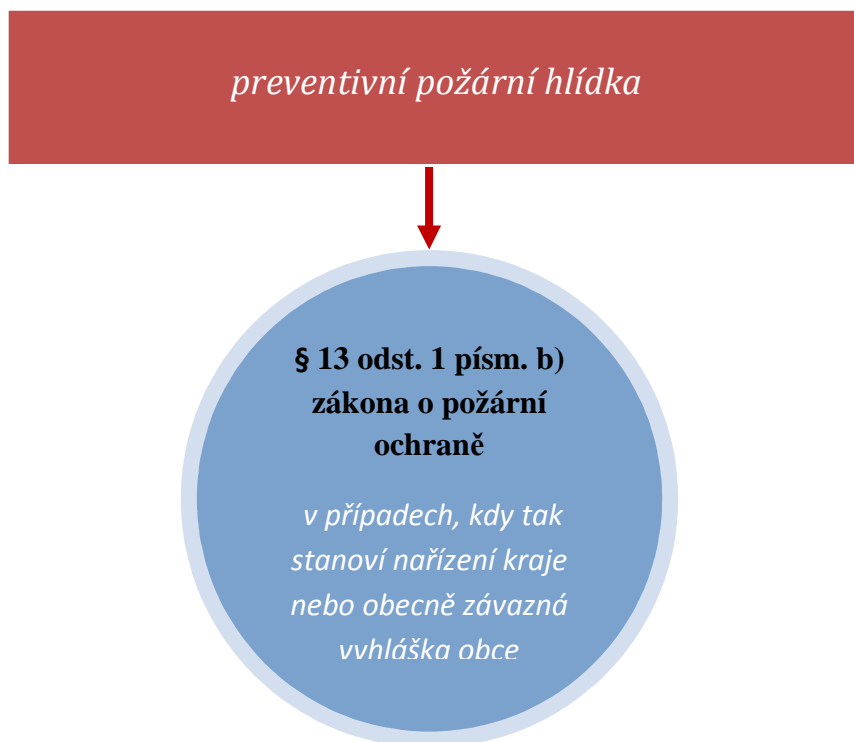 preventivní požární hlídka
§ 13 odst. 1 písm. b)
zákona o požární
ochraně
v případech, kdy tak
stanoví nařízení kraje
nebo obecně závazná
vyhláška obce